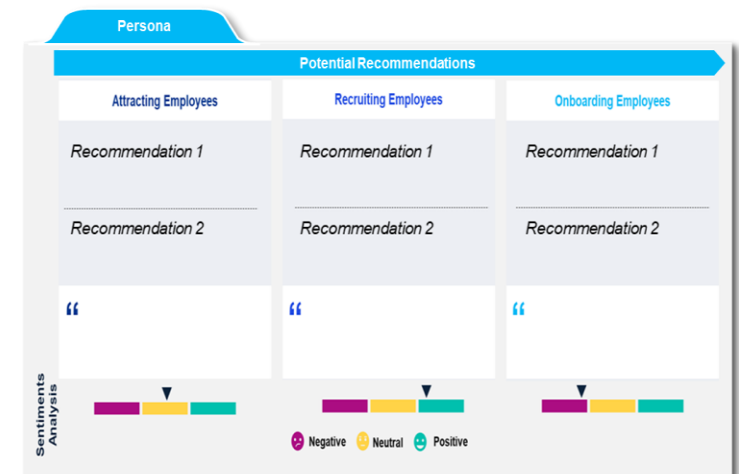 Persona
Potential Recommendations
Attracting Employees
Recruiting Employees
Onboarding Employees
Recommendation 1
Recommendation 1
Recommendation 1
Recommendation 2
Recommendation 2
Recommendation 2
“
“
“
Sentiments
Analysis
Negative
Neutral
Positive